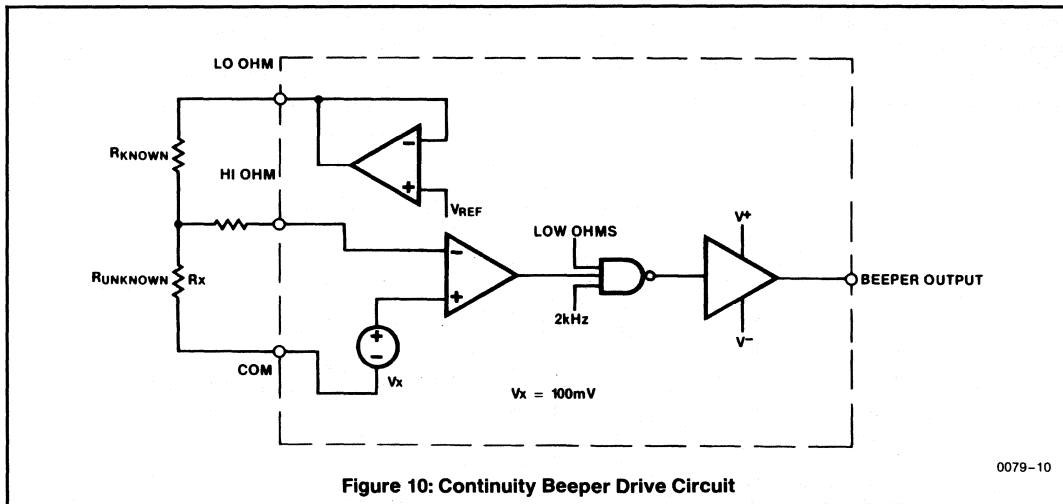 LO OHM
RKNOWN
HI OHM
VREF
LOW OHMS
V+
RUNKNOWN Rx
BEEPER OUTPUT
2kHz
V–
COM
Vx
Vx = 100mV
0079-10
Figure 10: Continuity Beeper Drive Circuit